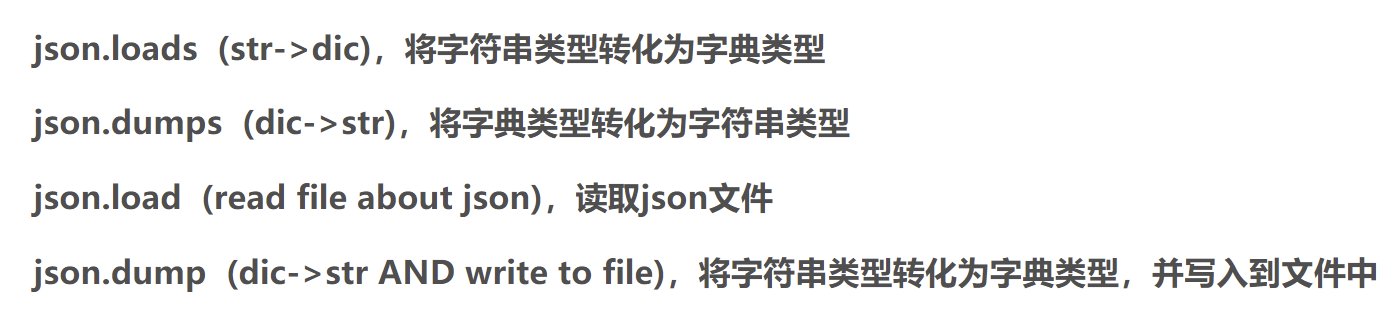 json.loads（str->dic)，将字符串类型转化为字典类型
json.dumps（dic->str)，将字典类型转化为字符串类型
json.load（read file about json)，读取json文件
json.dump（dic->str AND write to file)，将字符串类型转化为字典类型，并写入到文件中